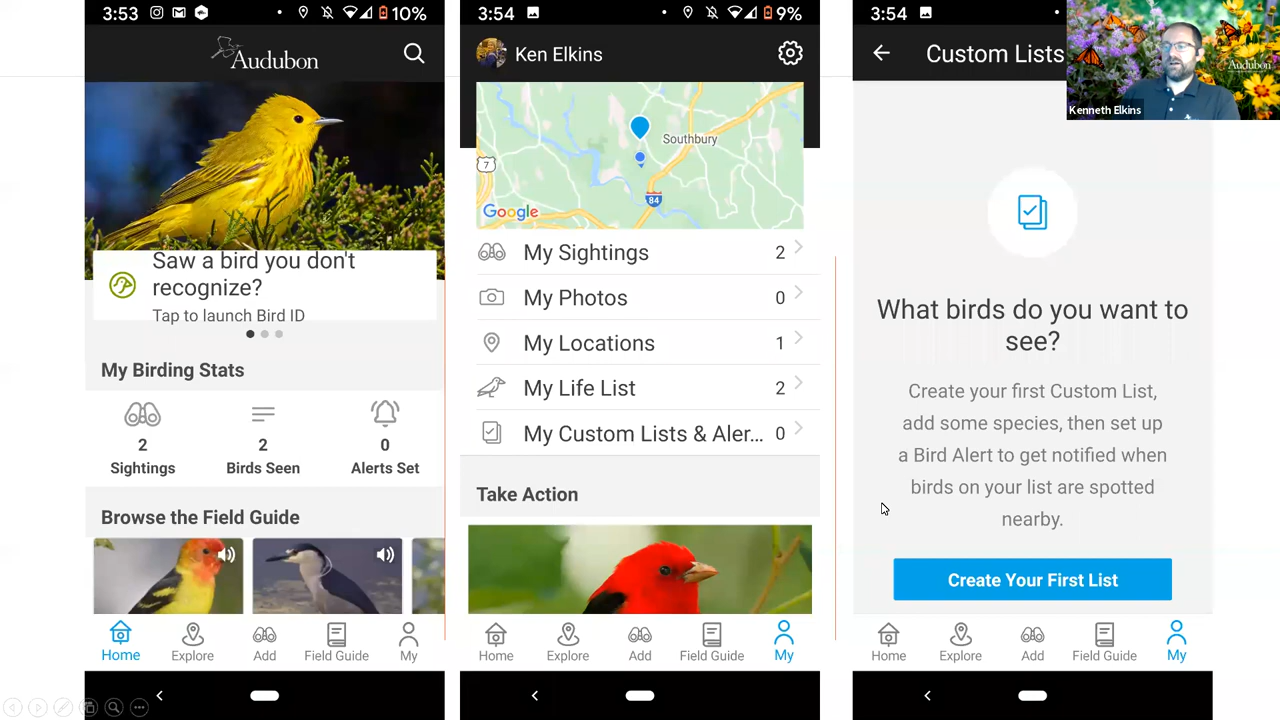 3:53
10%
Audubon
Saw a bird you don't
recognize?
Tap to launch Bird ID
My Birding Stats
2
Sightings
2
Birds Seen
0
Alerts Set
Browse the Field Guide
Home
Explore
Add
Field Guide
My
3:54
9%
Ken Elkins
Southbury
7
84
Google
My Sightings
2
My Photos
0
My Locations
1
My Life List
2
My Custom Lists & Aler...
0
Take Action
Home
Explore
Add
Field Guide
My
3:54
Custom Lists
What birds do you want to
see?
Create your first Custom List,
add some species, then set up
a Bird Alert to get notified when
birds on your list are spotted
nearby.
Create Your First List
Home
Explore
Add
Field Guide
My
Audubon
Kenneth Elkins